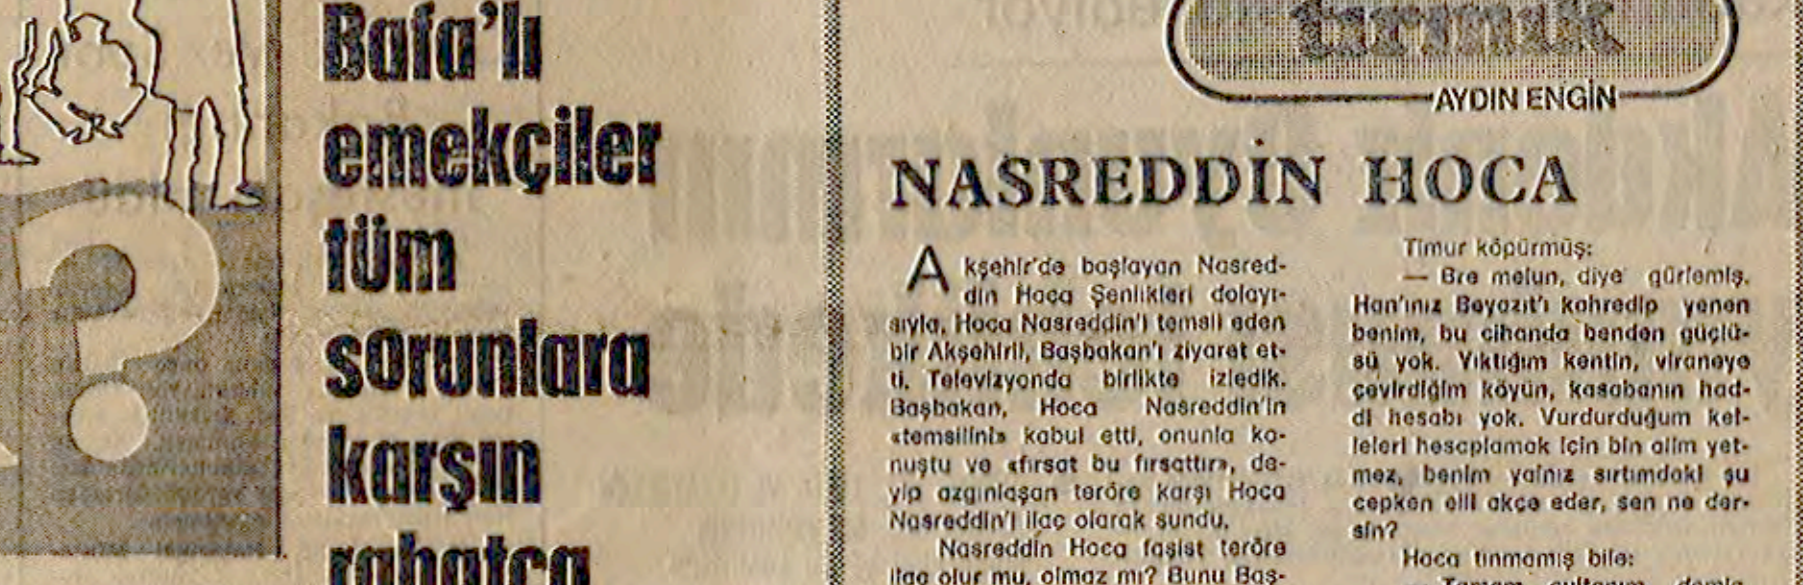 Bafa'lı
emekçiler
tüm
sorunlara
karşın
rahatça
tırmık
AYDIN ENGİN
NASREDDİN HOCA
Akşehir'de başlayan Nasred-
din Hoca Şenlikleri dolayı-
sıyla, Hoca Nasreddin'i temsil eden
bir Akşehirli, Başbakan'ı ziyaret et-
ti. Televizyonda birlikte izledik.
Başbakan, Hoca Nasreddin'in
«temsilini» kabul etti, onunla ko-
nuştu ve «fırsat bu fırsattır», de-
yip azgınlaşan teröre karşı Hoca
Nasreddin'i ilaç olarak sundu.
Nasreddin Hoca faşist teröre
ilaç olur mu, olmaz mı? Bunu Baş-
Timur köpürmüş:
— Bre melun, diye gürlemiş.
Han'ınız Beyazıt'ı kahredip yenen
benim, bu cihanda benden güçlü-
sü yok. Yıktığım kentin, viraneye
çevirdiğim köyün, kasabanın had-
di hesabı yok. Vurdurduğum kel-
leleri hesaplamak için bin alim yet-
mez, benim yalnız sırtımdaki şu
cepken elli akçe eder, sen ne der-
sin?
Hoca tınmamış bile:
— Tamam sultanım, demiş